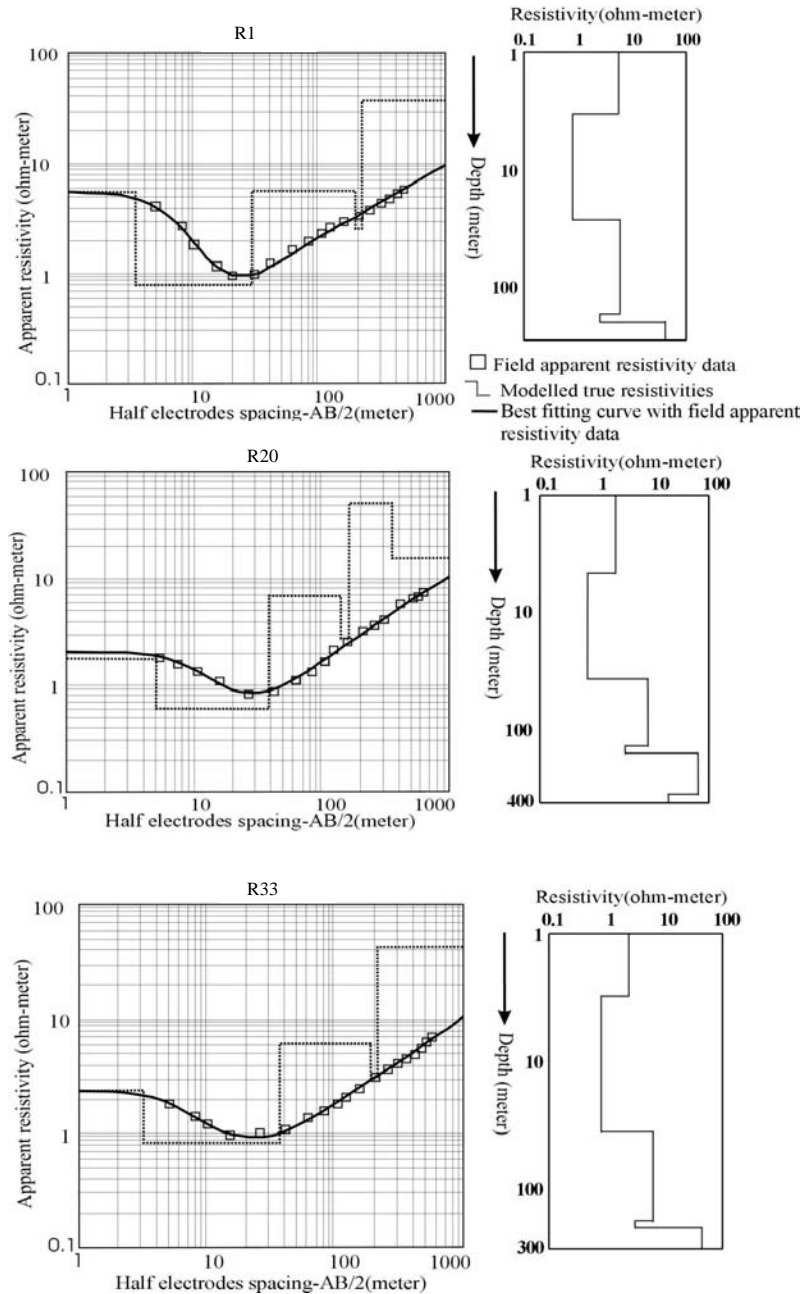 R1
Apparent resistivity (ohm-meter)
100
10
1
0.1
1 10 100 1000
Half electrodes spacing-AB/2(meter)
Resistivity(ohm-meter)
0.1 1 10 100
1
10
100
Depth (meter)
Field apparent resistivity data
Modelled true resistivities
Best fitting curve with field apparent
resistivity data
R20
Apparent resistivity (ohm-meter)
100
10
1
0.1
1 10 100 1000
Half electrodes spacing-AB/2(meter)
Resistivity(ohm-meter)
0.1 1 10 100
1
10
100
400
Depth (meter)
R33
Apparent resistivity (ohm-meter)
100
10
1
0.1
1 10 100 1000
Half electrodes spacing-AB/2(meter)
Resistivity(ohm-meter)
0.1 1 10 100
1
10
100
300
Depth (meter)